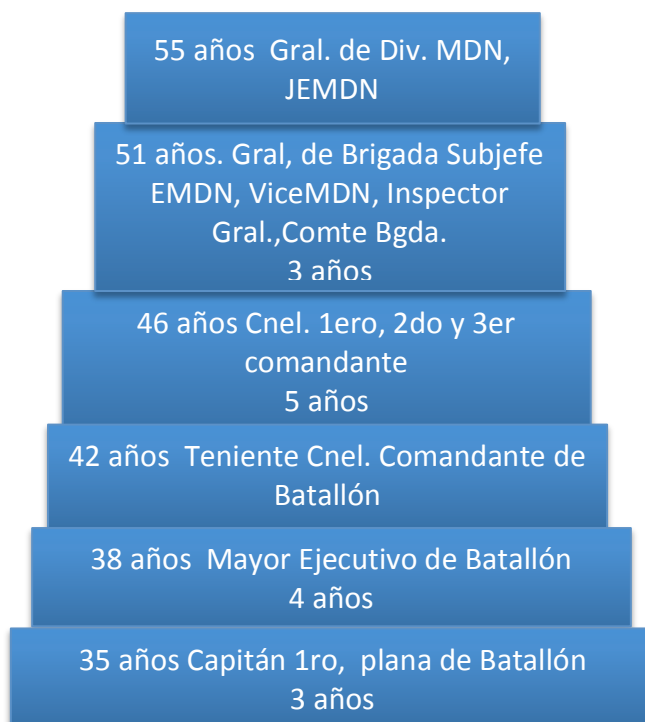 55 años  Gral. de Div. MDN,
JEMDN
51 años. Gral, de Brigada Subjefe
EMDN, ViceMDN, Inspector
Gral.,Comte Bgda.
3 años
46 años Cnel. 1ero, 2do y 3er
comandante
5 años
42 años  Teniente Cnel. Comandante de
Batallón
38 años  Mayor Ejecutivo de Batallón
4 años
35 años Capitán 1ro,  plana de Batallón
3 años